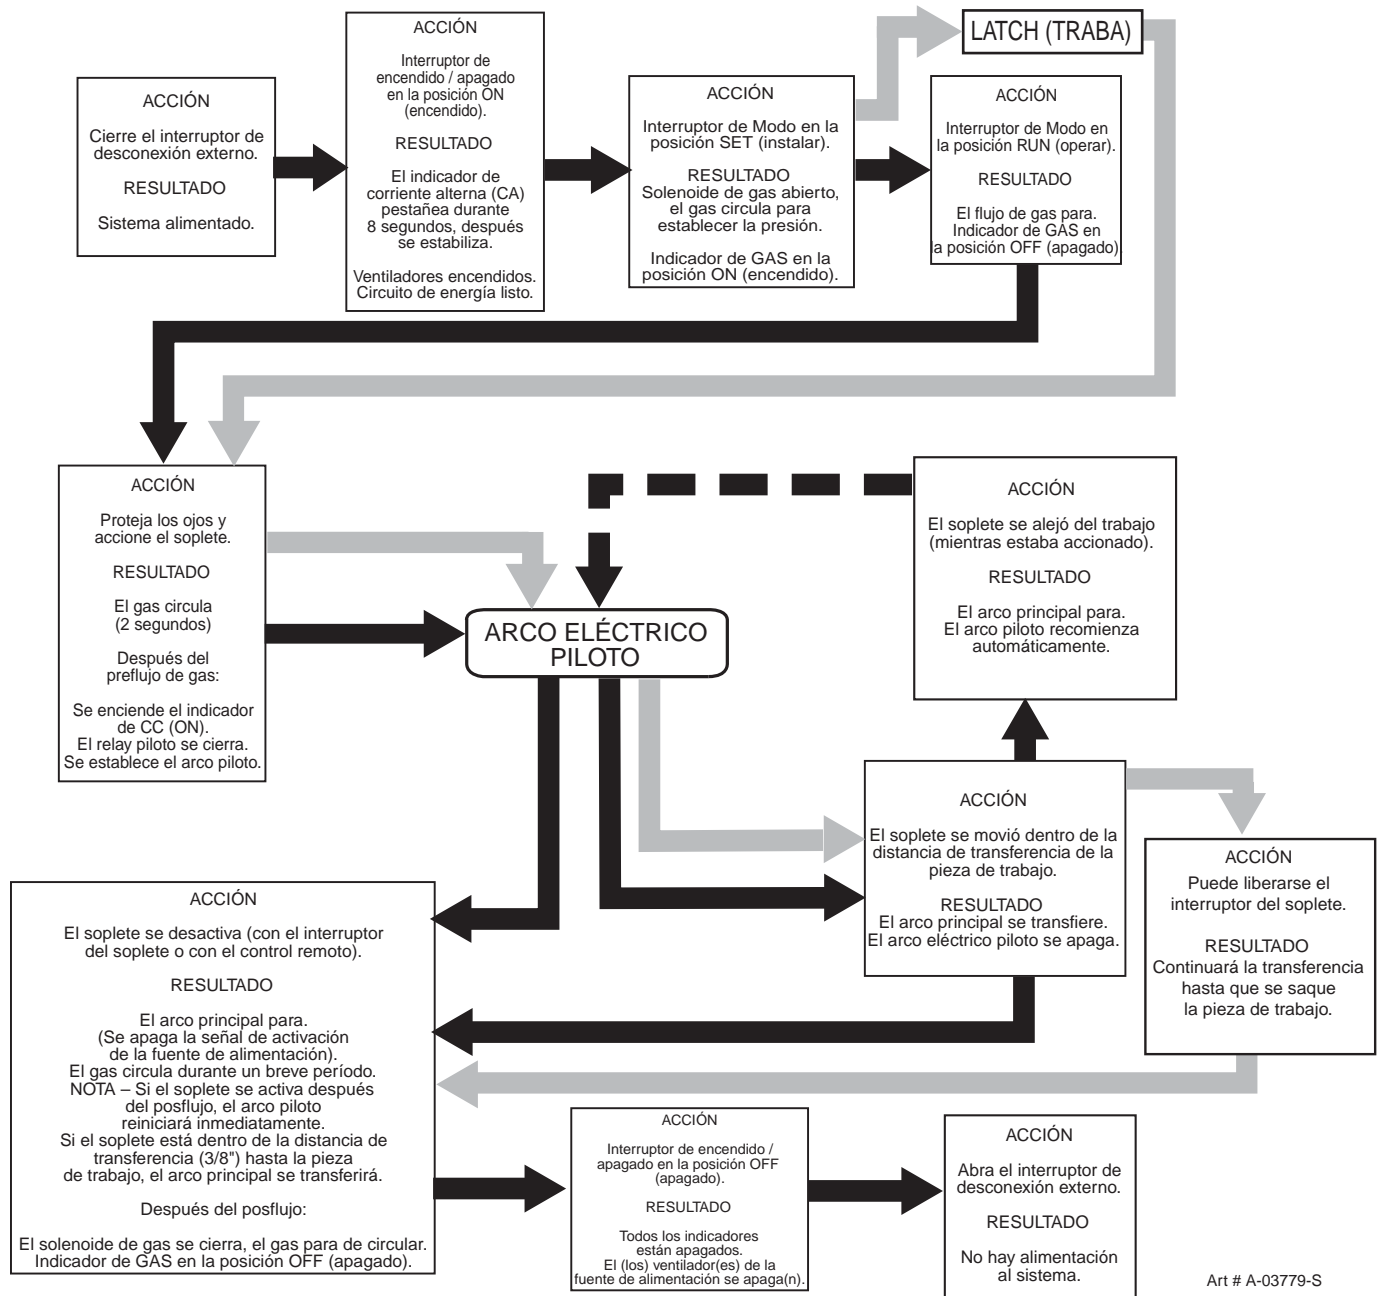 ACCIÓN
Cierre el interruptor de
desconexión externo.
RESULTADO
Sistema alimentado.
ACCIÓN
Interruptor de
encendido / apagado
en la posición ON
(encendido).
RESULTADO
El indicador de
corriente alterna (CA)
pestañea durante
8 segundos, después
se estabiliza.
Ventiladores encendidos.
Circuito de energía listo.
ACCIÓN
Interruptor de Modo en la
posición SET (instalar).
RESULTADO
Solenoide de gas abierto,
el gas circula para
establecer la presión.
Indicador de GAS en la
posición ON (encendido).
LATCH (TRABA)
ACCIÓN
Interruptor de Modo en
la posición RUN (operar).
RESULTADO
El flujo de gas para.
Indicador de GAS en
la posición OFF (apagado).
ACCIÓN
Proteja los ojos y
accione el soplete.
RESULTADO
El gas circula
(2 segundos)
Después del
preflujo de gas:
Se enciende el indicador
de CC (ON).
El relay piloto se cierra.
Se establece el arco piloto.
ARCO ELÉCTRICO
PILOTO
ACCIÓN
El soplete se alejó del trabajo
(mientras estaba accionado).
RESULTADO
El arco principal para.
El arco piloto recomienza
automáticamente.
ACCIÓN
El soplete se movió dentro de la
distancia de transferencia de la
pieza de trabajo.
RESULTADO
El arco principal se transfiere.
El arco eléctrico piloto se apaga.
ACCIÓN
Puede liberarse el
interruptor del soplete.
RESULTADO
Continuará la transferencia
hasta que se saque
la pieza de trabajo.
ACCIÓN
El soplete se desactiva (con el interruptor
del soplete o con el control remoto).
RESULTADO
El arco principal para.
(Se apaga la señal de activación
de la fuente de alimentación).
El gas circula durante un breve período.
NOTA – Si el soplete se activa después
del posflujo, el arco piloto
reiniciará inmediatamente.
Si el soplete está dentro de la distancia de
transferencia (3/8") hasta la pieza
de trabajo, el arco principal se transferirá.
Después del posflujo:
El solenoide de gas se cierra, el gas para de circular.
Indicador de GAS en la posición OFF (apagado).
ACCIÓN
Interruptor de encendido /
apagado en la posición OFF
(apagado).
RESULTADO
Todos los indicadores
están apagados.
El (los) ventilador(es) de la
fuente de alimentación se apaga(n).
ACCIÓN
Abra el interruptor de
desconexión externo.
RESULTADO
No hay alimentación
al sistema.
Art # A-03779-S